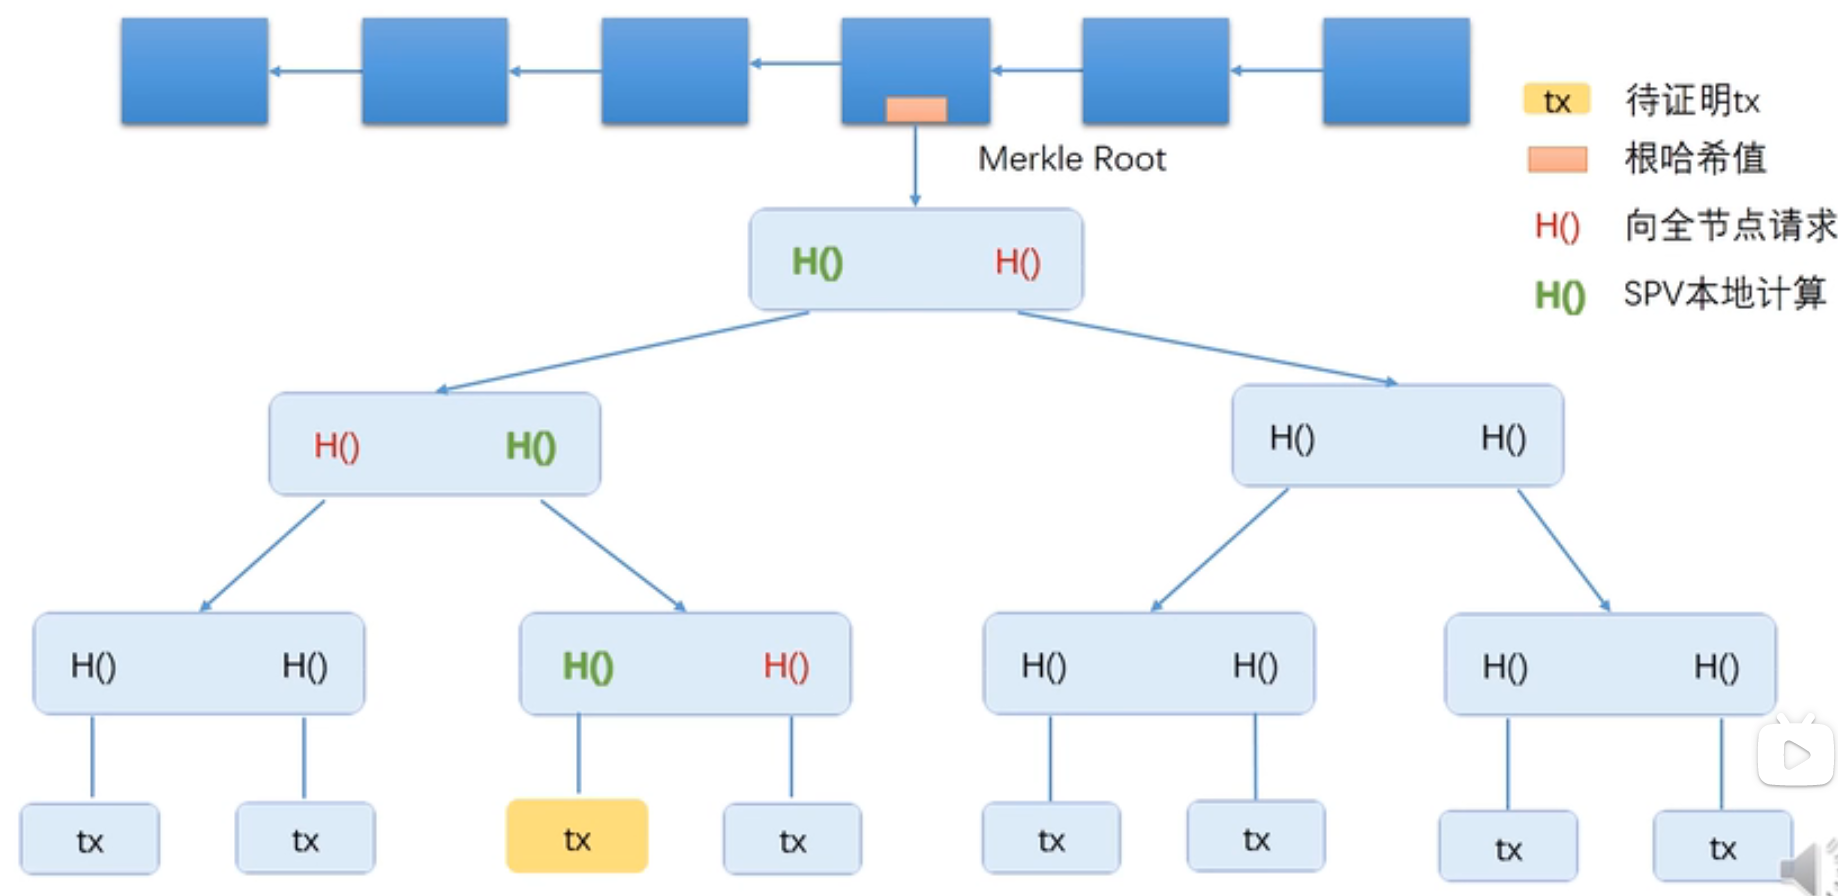 tx 待证明tx
Merkle Root 根哈希值
H() 向全节点请求
H() H()
H() SPV本地计算
H() H() H() H()
H() H() H() H() H() H() H() H()
tx tx tx tx tx tx tx tx